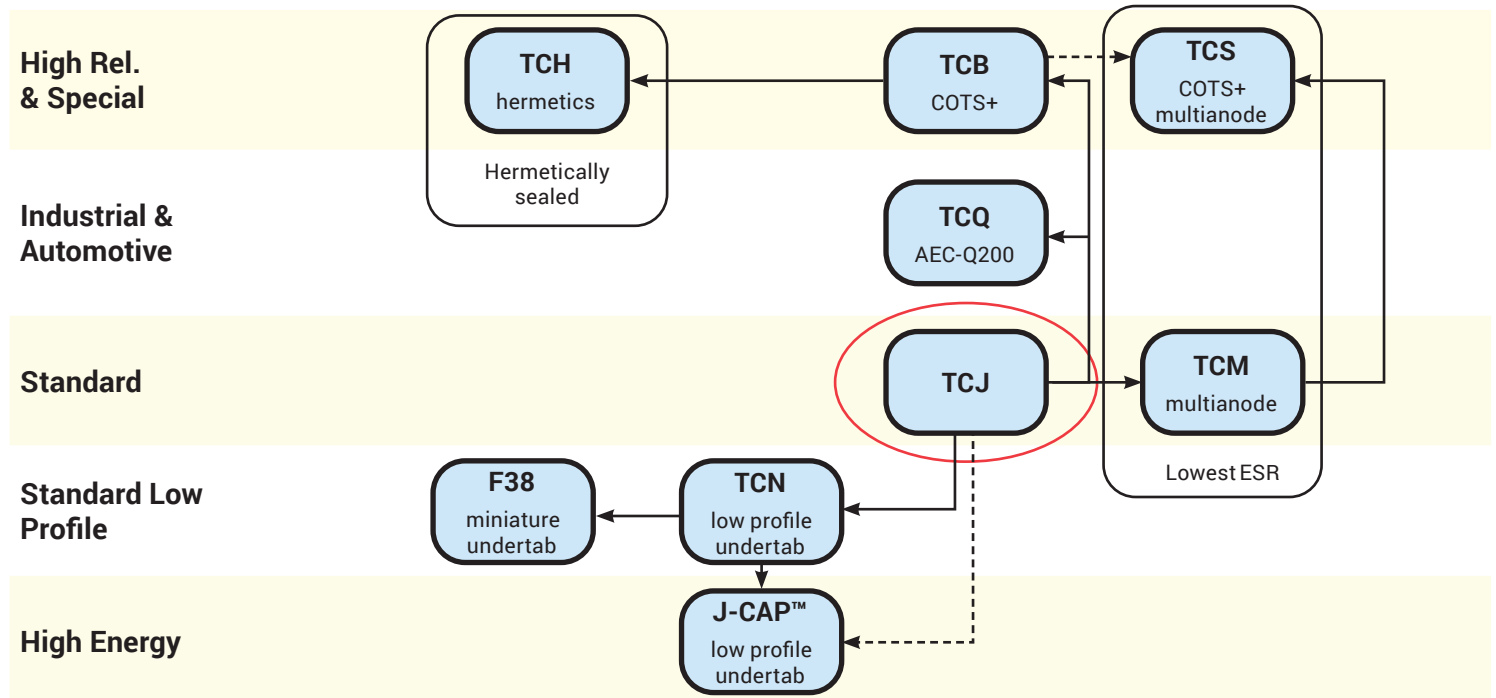 High Rel.
& Special
TCH
hermetics
Hermetically
sealed
TCB
COTS+
TCS
COTS+
multianode
Industrial &
Automotive
TCQ
AEC-Q200
Standard
TCJ
TCM
multianode
Lowest ESR
Standard Low
Profile
F38
miniature
undertab
TCN
low profile
undertab
High Energy
J-CAP™
low profile
undertab